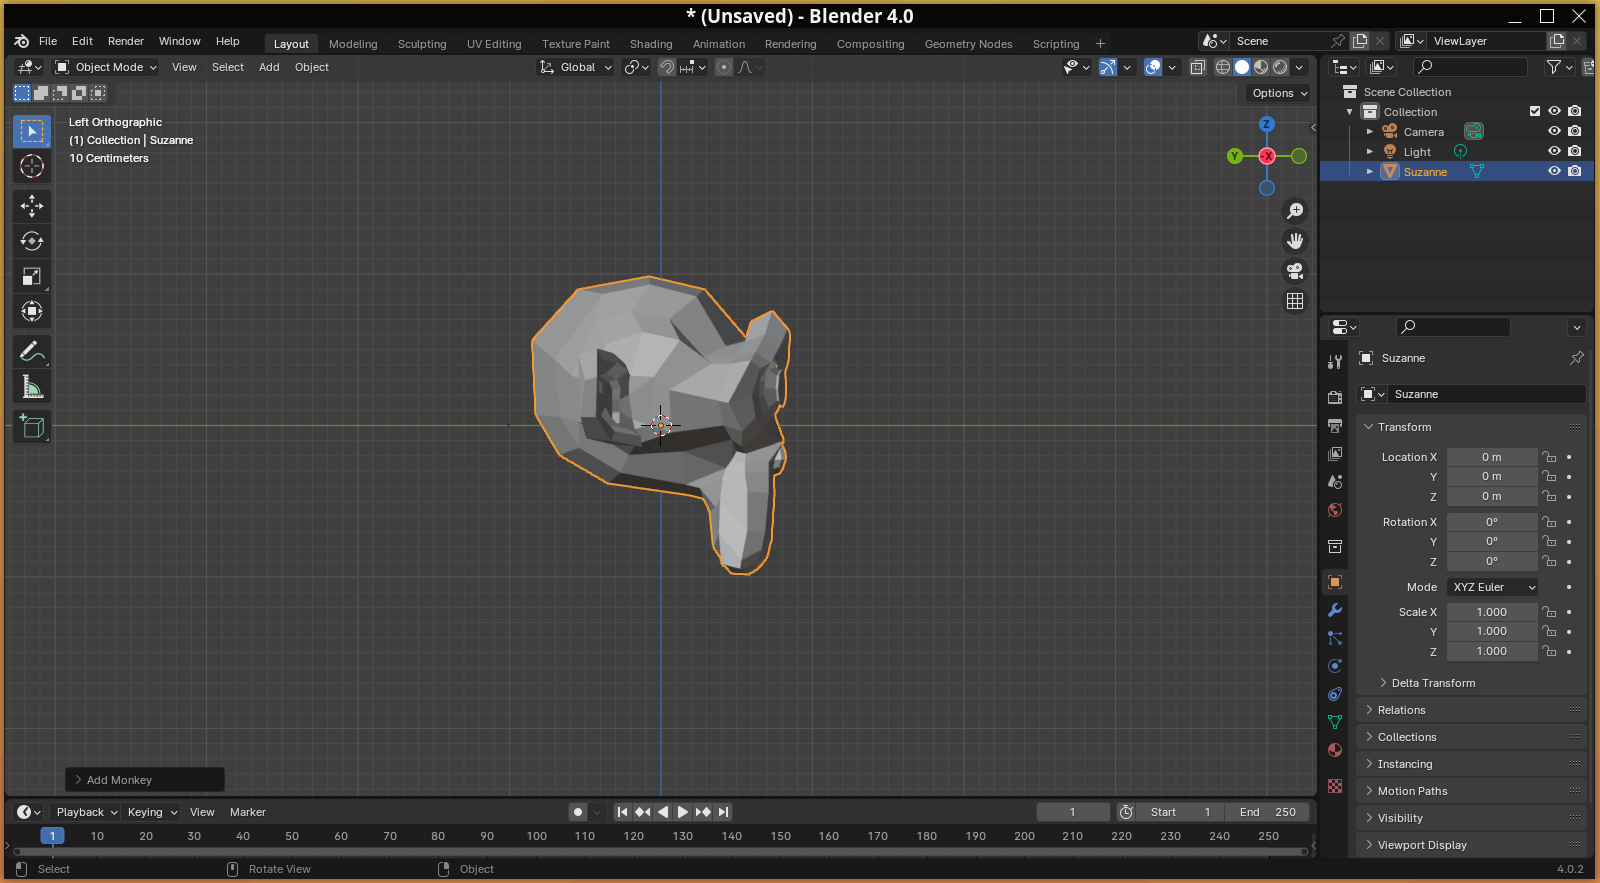 * (Unsaved) - Blender 4.0
File Edit Render Window Help Layout Modeling Sculpting UV Editing Texture Paint Shading Animation Rendering Compositing Geometry Nodes Scripting + Scene ViewLayer
Object Mode View Select Add Object Global
Options
Left Orthographic
(1) Collection | Suzanne
10 Centimeters
Z
Y -X
Add Monkey
Scene Collection
Collection
Camera
Light
Suzanne
Suzanne
Suzanne
Transform
Location X 0 m
Y 0 m
Z 0 m
Rotation X 0°
Y 0°
Z 0°
Mode XYZ Euler
Scale X 1.000
Y 1.000
Z 1.000
Delta Transform
Relations
Collections
Instancing
Motion Paths
Visibility
Viewport Display
Playback Keying View Marker 1 Start 1 End 250
1 10 20 30 40 50 60 70 80 90 100 110 120 130 140 150 160 170 180 190 200 210 220 230 240 250
Select Rotate View Object 4.0.2